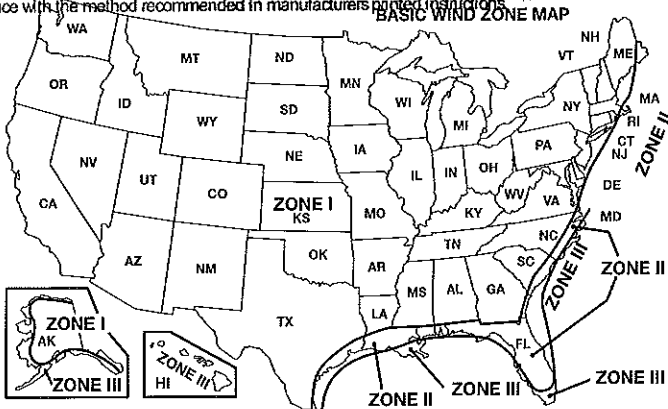 ce with the method recommended in manufacturers printed instructions.
BASIC WIND ZONE MAP
WA
MT
ND
MN
VT
NH
ME
OR
ID
WY
SD
WI
MI
NY
MA
RI
CT
NJ
ZONE II
NV
UT
CO
NE
IA
IL
IN
OH
PA
WV
VA
DE
MD
CA
ZONE I
KS
MO
KY
AZ
NM
OK
AR
TN
NC
SC
ZONE III
ZONE II
TX
LA
MS
AL
GA
FL
ZONE I
AK
ZONE III
ZONE III
HI
ZONE II
ZONE III
ZONE III